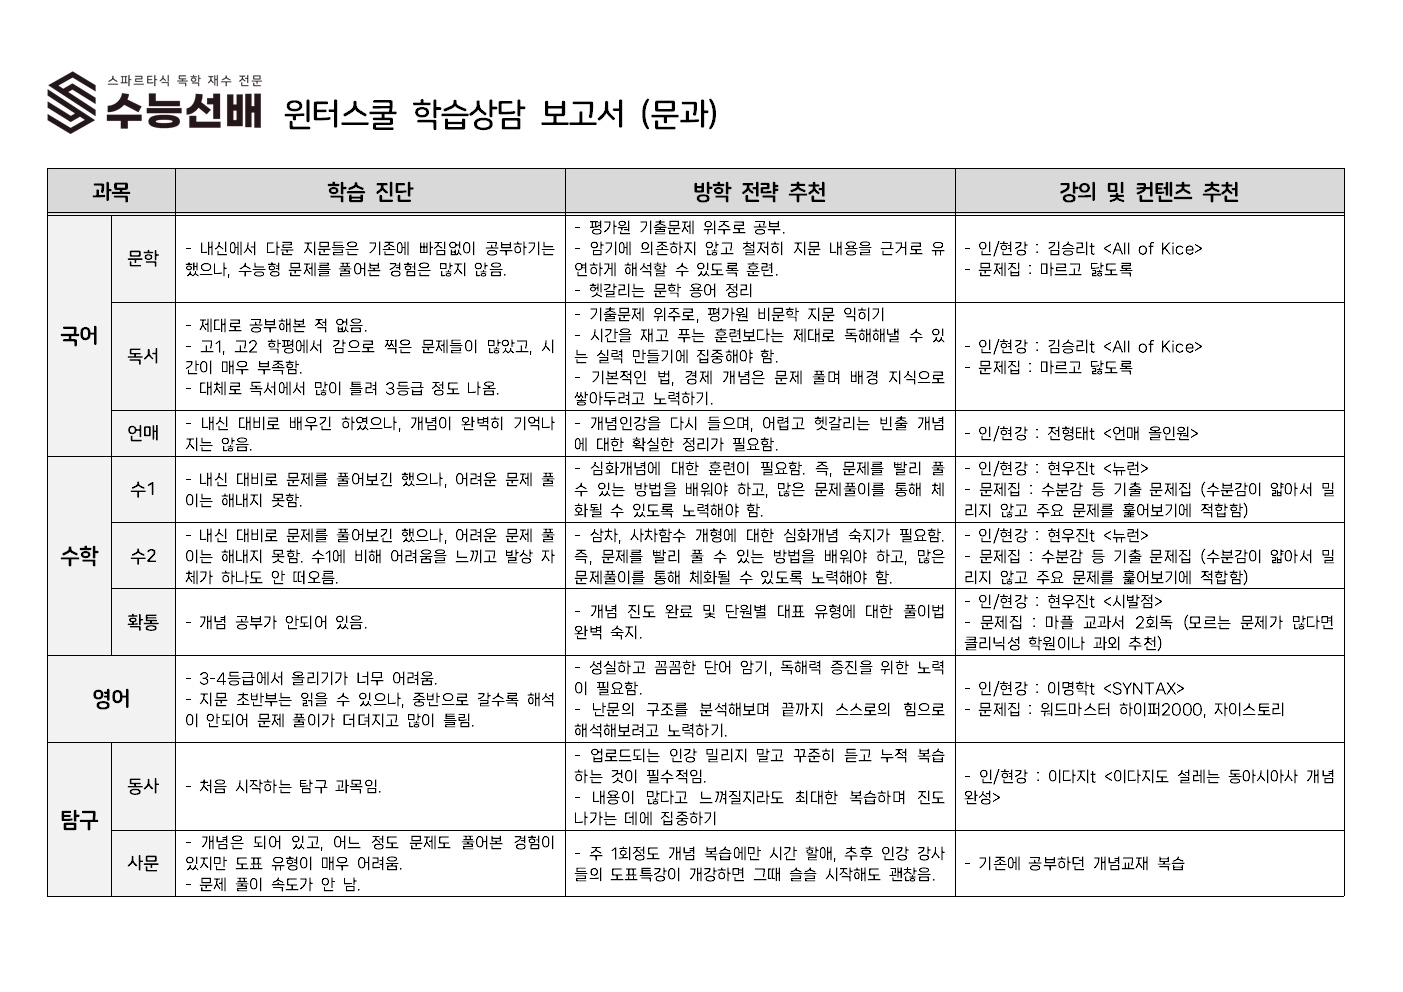 스파르타식 독학 재수 전문
수능선배 윈터스쿨 학습상담 보고서 (문과)
과목 학습 진단 방학 전략 추천 강의 및 컨텐츠 추천
국어
문학
- 내신에서 다룬 지문들은 기존에 빠짐없이 공부하기는
했으나, 수능형 문제를 풀어본 경험은 많지 않음.
- 평가원 기출문제 위주로 공부.
- 암기에 의존하지 않고 철저히 지문 내용을 근거로 유
연하게 해석할 수 있도록 훈련.
- 헷갈리는 문학 용어 정리
- 인/현강 : 김승리t <All of Kice>
- 문제집 : 마르고 닳도록
독서
- 제대로 공부해본 적 없음.
- 고1, 고2 학평에서 감으로 찍은 문제들이 많았고, 시
간이 매우 부족함.
- 대체로 독서에서 많이 틀려 3등급 정도 나옴.
- 기출문제 위주로, 평가원 비문학 지문 익히기
- 시간을 재고 푸는 훈련보다는 제대로 독해해낼 수 있
는 실력 만들기에 집중해야 함.
- 기본적인 법, 경제 개념은 문제 풀며 배경 지식으로
쌓아두려고 노력하기.
- 인/현강 : 김승리t <All of Kice>
- 문제집 : 마르고 닳도록
언매
- 내신 대비로 배우긴 하였으나, 개념이 완벽히 기억나
지는 않음.
- 개념인강을 다시 들으며, 어렵고 헷갈리는 빈출 개념
에 대한 확실한 정리가 필요함.
- 인/현강 : 전형태t <언매 올인원>
수학
수1
- 내신 대비로 문제를 풀어보긴 했으나, 어려운 문제 풀
이는 해내지 못함.
- 심화개념에 대한 훈련이 필요함. 즉, 문제를 빨리 풀
수 있는 방법을 배워야 하고, 많은 문제풀이를 통해 체
화될 수 있도록 노력해야 함.
- 인/현강 : 현우진t <뉴런>
- 문제집 : 수분감 등 기출 문제집 (수분감이 얇아서 밀
리지 않고 주요 문제를 훑어보기에 적합함)
수2
- 내신 대비로 문제를 풀어보긴 했으나, 어려운 문제 풀
이는 해내지 못함. 수1에 비해 어려움을 느끼고 발상 자
체가 하나도 안 떠오름.
- 삼차, 사차함수 개형에 대한 심화개념 숙지가 필요함.
즉, 문제를 빨리 풀 수 있는 방법을 배워야 하고, 많은
문제풀이를 통해 체화될 수 있도록 노력해야 함.
- 인/현강 : 현우진t <뉴런>
- 문제집 : 수분감 등 기출 문제집 (수분감이 얇아서 밀
리지 않고 주요 문제를 훑어보기에 적합함)
확통
- 개념 공부가 안되어 있음.
- 개념 진도 완료 및 단원별 대표 유형에 대한 풀이법
완벽 숙지.
- 인/현강 : 현우진t <시발점>
- 문제집 : 마플 교과서 2회독 (모르는 문제가 많다면
클리닉성 학원이나 과외 추천)
영어
- 3-4등급에서 올리기가 너무 어려움.
- 지문 초반부는 읽을 수 있으나, 중반으로 갈수록 해석
이 안되어 문제 풀이가 더뎌지고 많이 틀림.
- 성실하고 꼼꼼한 단어 암기, 독해력 증진을 위한 노력
이 필요함.
- 난문의 구조를 분석해보며 끝까지 스스로의 힘으로
해석해보려고 노력하기.
- 인/현강 : 이명학t <SYNTAX>
- 문제집 : 워드마스터 하이퍼2000, 자이스토리
탐구
동사
- 처음 시작하는 탐구 과목임.
- 업로드되는 인강 밀리지 말고 꾸준히 듣고 누적 복습
하는 것이 필수적임.
- 내용이 많다고 느껴질지라도 최대한 복습하며 진도
나가는 데에 집중하기
- 인/현강 : 이다지t <이다지도 설레는 동아시아사 개념
완성>
사문
- 개념은 되어 있고, 어느 정도 문제도 풀어본 경험이
있지만 도표 유형이 매우 어려움.
- 문제 풀이 속도가 안 남.
- 주 1회정도 개념 복습에만 시간 할애, 추후 인강 강사
들의 도표특강이 개강하면 그때 슬슬 시작해도 괜찮음.
- 기존에 공부하던 개념교재 복습